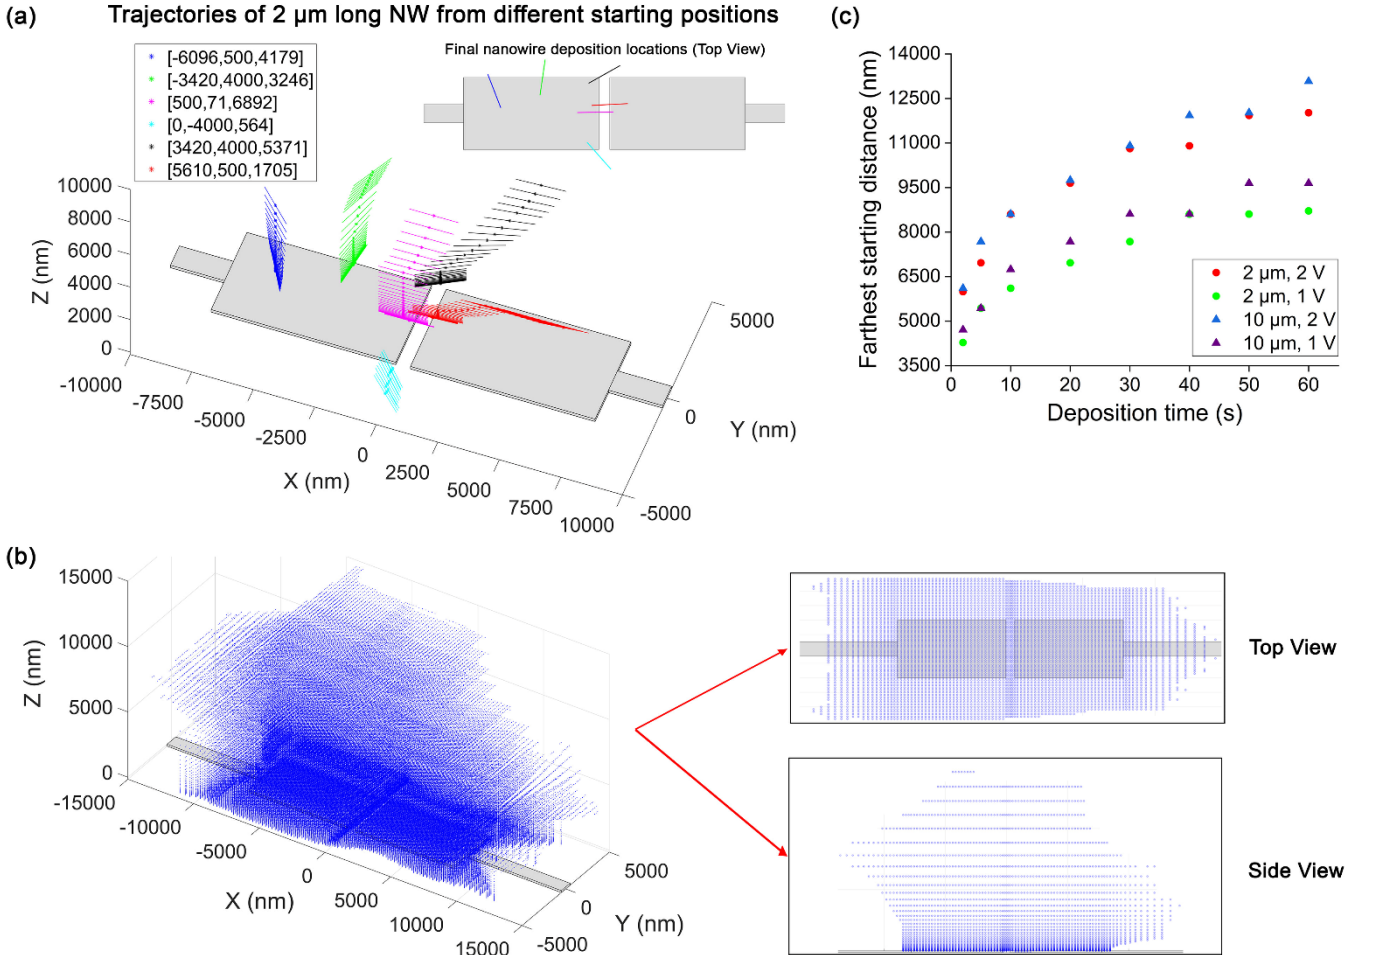 (a)
Trajectories of 2 µm long NW from different starting positions
[-6096,500,4179]
[-3420,4000,3246]
[500,71,6892]
[0,-4000,564]
[3420,4000,5371]
[5610,500,1705]
Final nanowire deposition locations (Top View)
10000
8000
6000
4000
2000
0
Z (nm)
-10000
-7500
-5000
-2500
0
2500
5000
7500
10000
X (nm)
5000
0
-5000
Y (nm)
(c)
14000
12500
11000
9500
8000
6500
5000
3500
Farthest starting distance (nm)
0
10
20
30
40
50
60
Deposition time (s)
2 µm, 2 V
2 µm, 1 V
10 µm, 2 V
10 µm, 1 V
(b)
15000
10000
5000
0
Z (nm)
-15000
-10000
-5000
0
5000
10000
15000
X (nm)
5000
0
-5000
Y (nm)
Top View
Side View